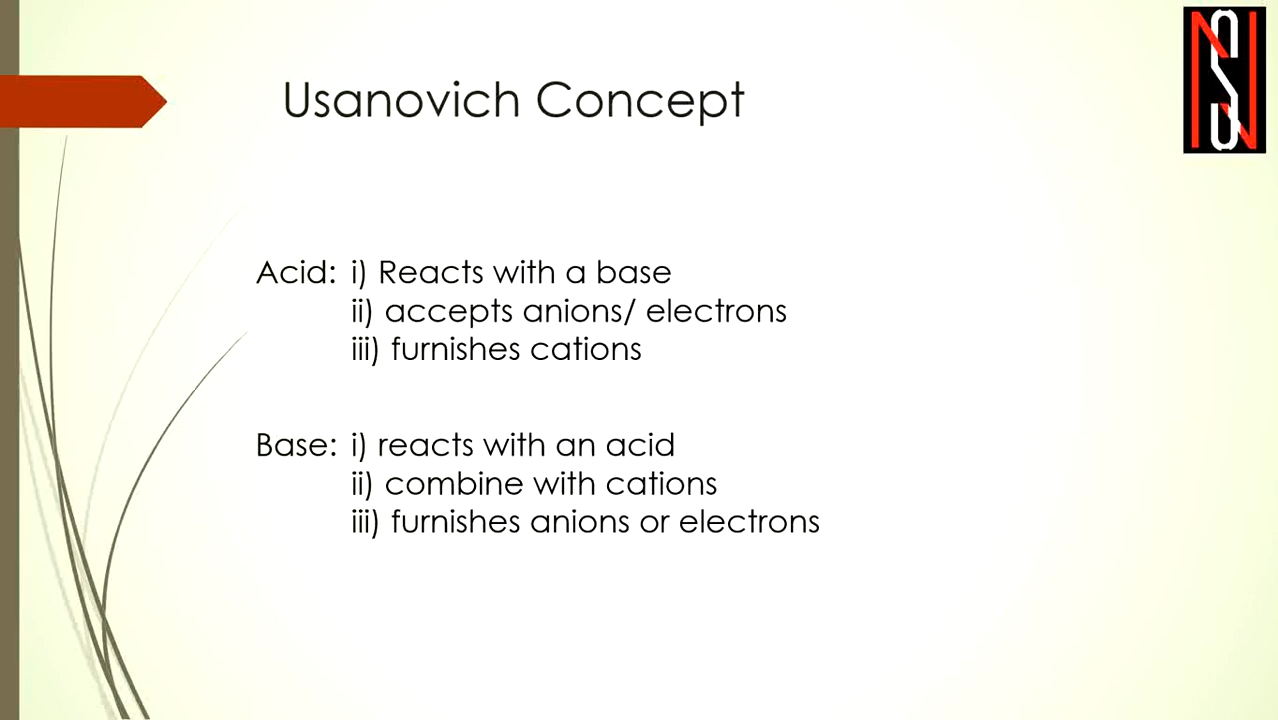 Usanovich Concept
Acid: i) Reacts with a base
ii) accepts anions/ electrons
iii) furnishes cations
Base: i) reacts with an acid
ii) combine with cations
iii) furnishes anions or electrons